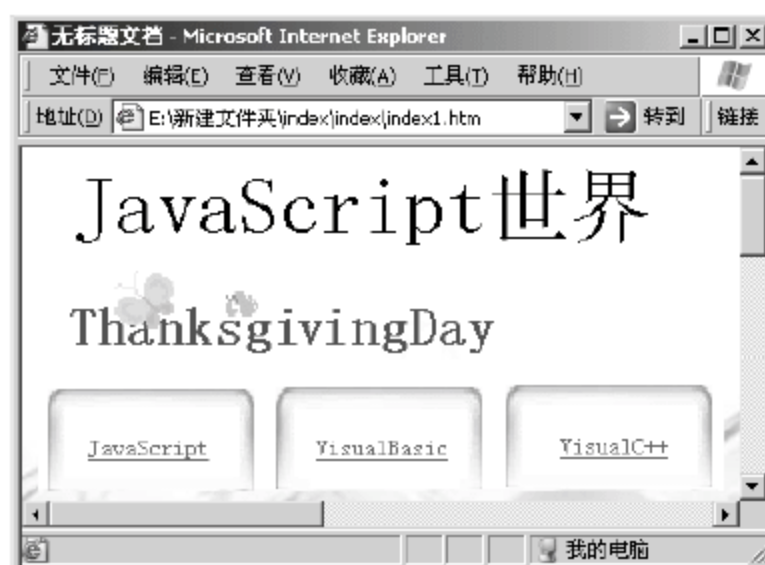 无标题文档 - Microsoft Internet Explorer
文件(F) 编辑(E) 查看(V) 收藏(A) 工具(T) 帮助(H)
地址(D) E:\新建文件夹\index\index\index1.htm 转到 链接
JavaScript世界
ThanksgivingDay
JavaScript VisualBasic VisualC++
我的电脑